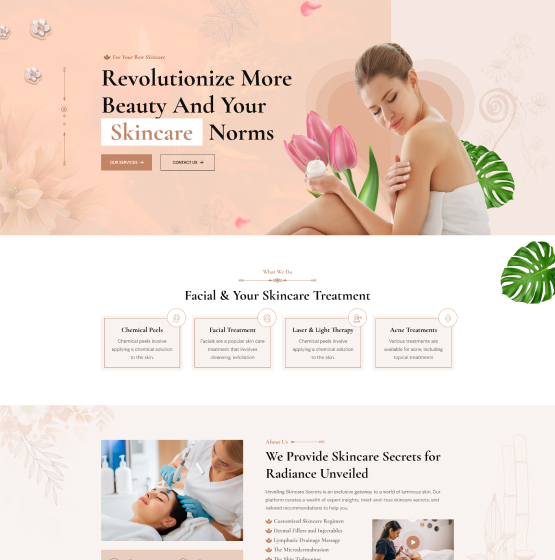 For Your Best Skincare
Revolutionize More
Beauty And Your
Skincare Norms
OUR SERVICES
CONTACT US
What We Do
Facial & Your Skincare Treatment
Chemical Peels
Chemical peels involve
applying a chemical solution
to the skin.
Facial Treatment
Facials are a popular skin care
treatment that involves
cleansing, exfoliation
Laser & Light Therapy
Chemical peels involve
applying a chemical solution
to the skin.
Acne Treatments
Various treatments are
available for acne, including
topical treatments
About Us
We Provide Skincare Secrets for
Radiance Unveiled
Unveiling Skincare Secrets is an exclusive gateway to a world of luminous skin. Our
platform curates a wealth of expert insights, tried-and-true skincare secrets, and
tailored recommendations to help you.
Customized Skincare Regimen
Dermal Fillers and Injectables
Lymphatic Drainage Massage
The Microdermabrasion